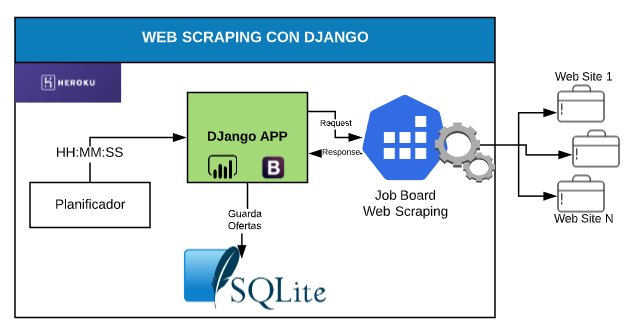 WEB SCRAPING CON DJANGO
HEROKU
Web Site 1
DJango APP
B
Request
Response
HH:MM:SS
Planificador
Job Board
Web Scraping
Guarda
Ofertas
Web Site N
SQLite